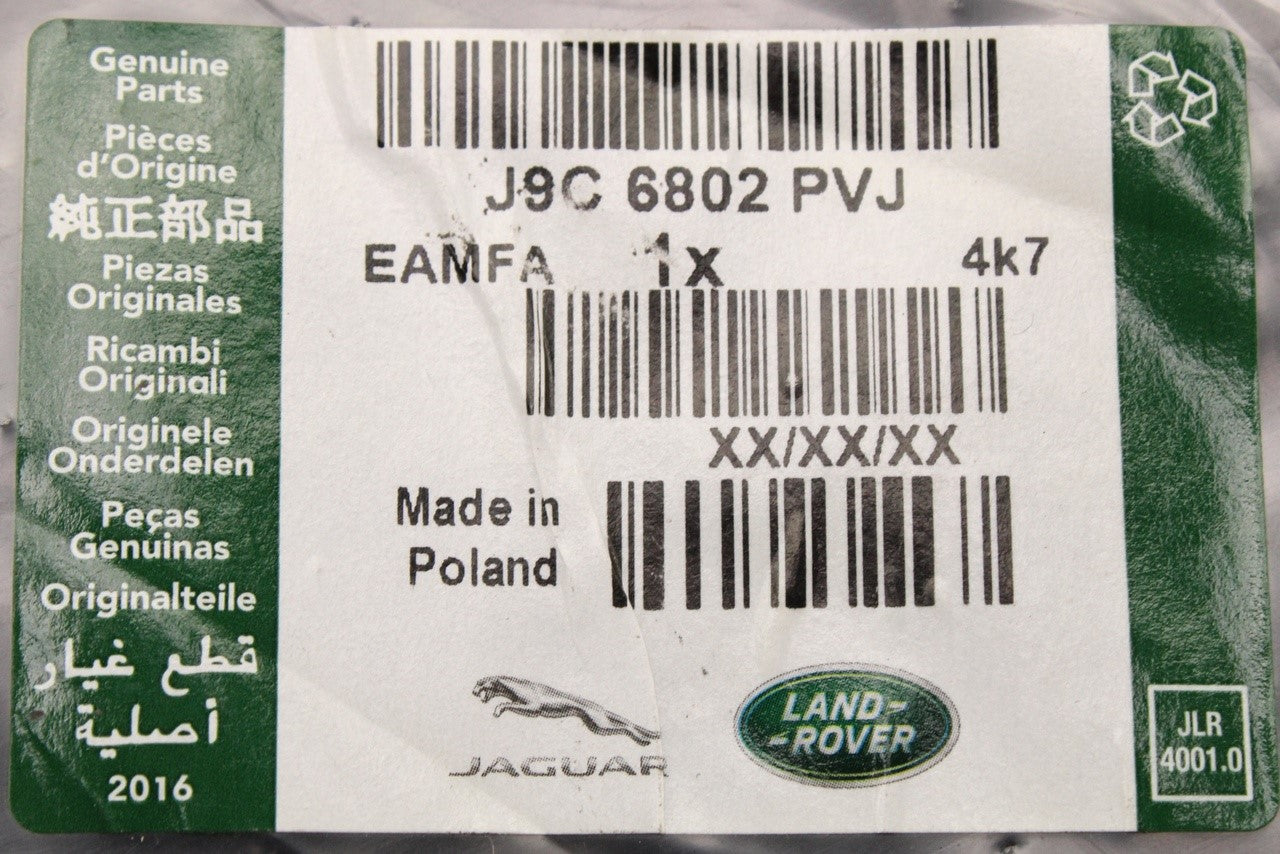 Genuine
Parts
Pièces
d'Origine
純正部品
Piezas
Originales
Ricambi
Originali
Originele
Onderdelen
Peças
Genuinas
Originalteile
قطع غيار
أصلية
2016
J9C 6802 PVJ
EAMFA 1x 4k7
XX/XX/XX
Made in
Poland
JAGUAR
LAND-
-ROVER
JLR
4001.0